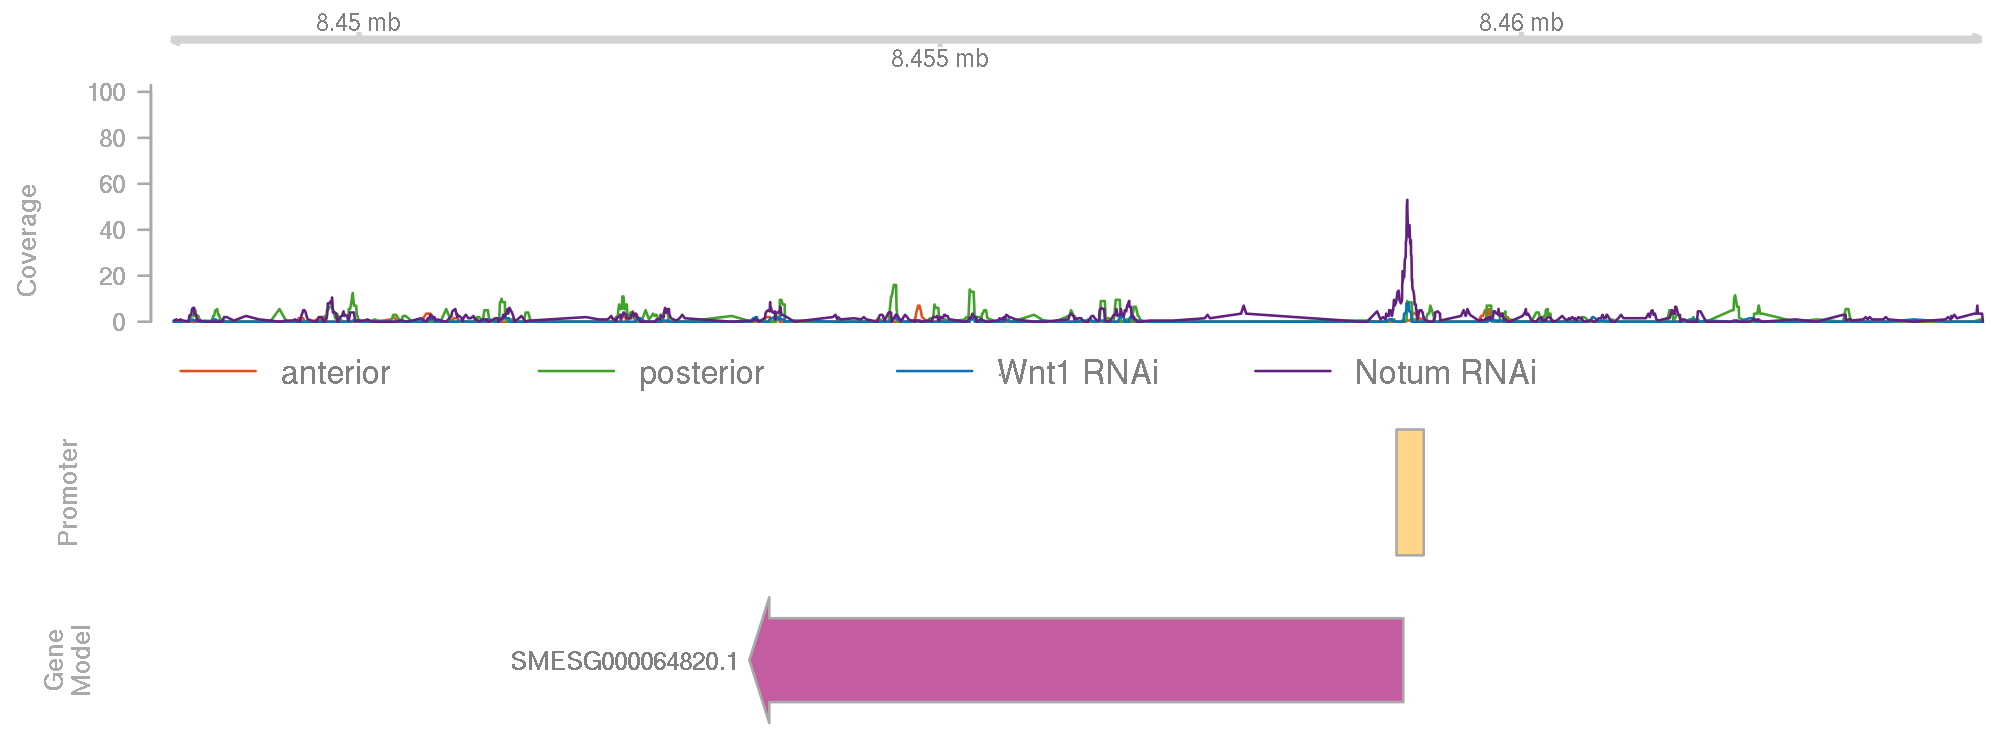 8.45 mb
8.46 mb
8.455 mb
100
80
60
40
20
0
Coverage
anterior
posterior
Wnt1 RNAi
Notum RNAi
Promoter
Gene
Model
SMESG000064820.1